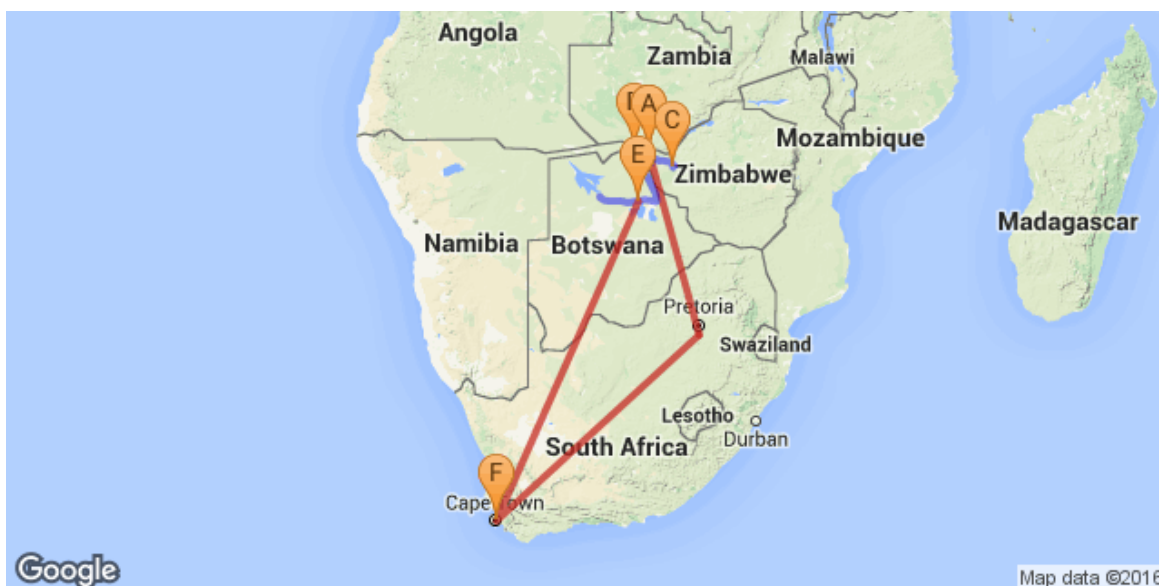 Angola
Zambia
Malawi
A
C
Mozambique
E
Zimbabwe
Madagascar
Namibia
Botswana
Pretoria
Swaziland
Lesotho
Durban
South Africa
F
Cape Town
Google
Map data ©2016